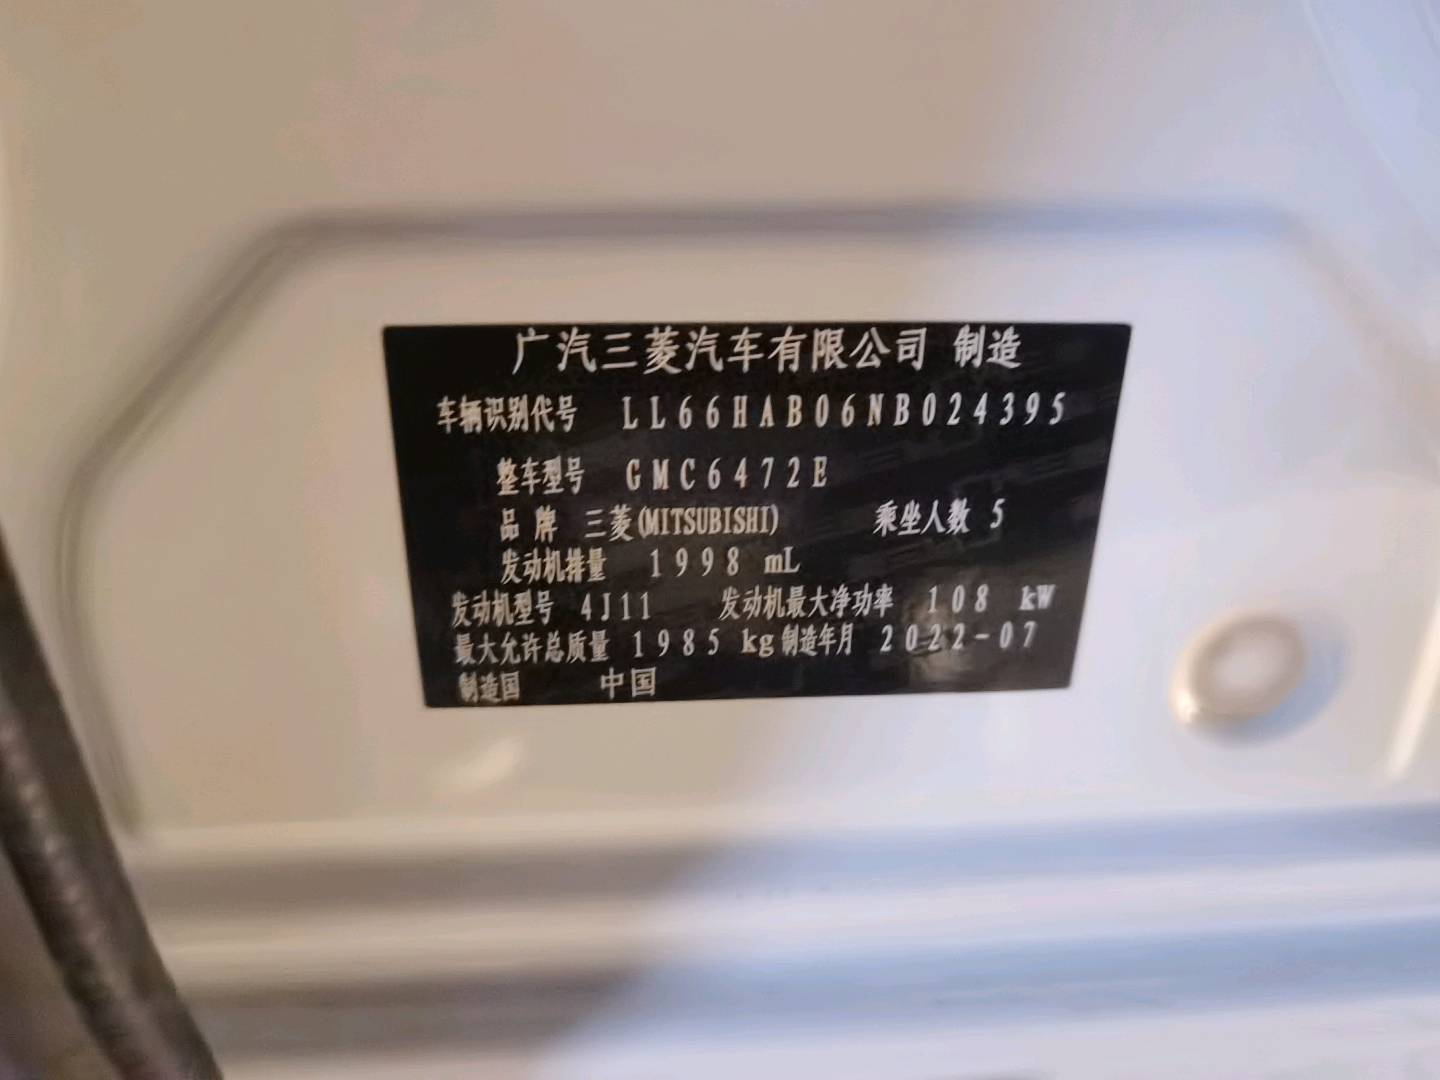 广汽三菱汽车有限公司 制造
车辆识别代号 LL66HAB06NB024395
整车型号 GMC6472E
品牌 三菱(MITSUBISHI) 乘坐人数 5
发动机排量 1998 mL
发动机型号 4J11 发动机最大净功率 108 kW
最大允许总质量 1985 kg 制造年月 2022-07
制造国 中国